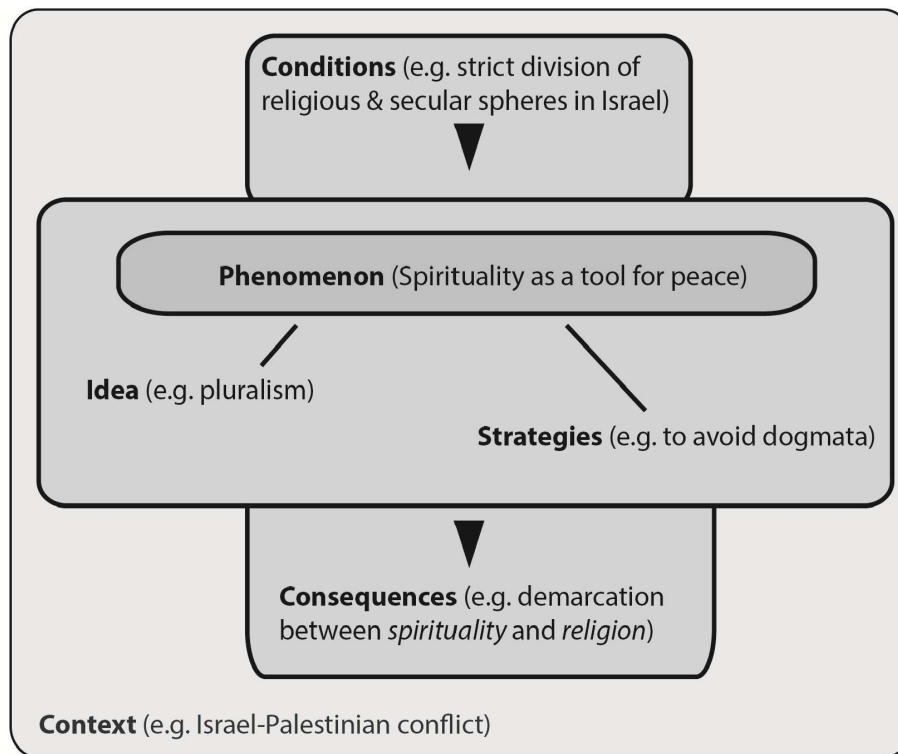 Conditions (e.g. strict division of
religious & secular spheres in Israel)
Phenomenon (Spirituality as a tool for peace)
Idea (e.g. pluralism)
Strategies (e.g. to avoid dogmata)
Consequences (e.g. demarcation
between spirituality and religion)
Context (e.g. Israel-Palestinian conflict)